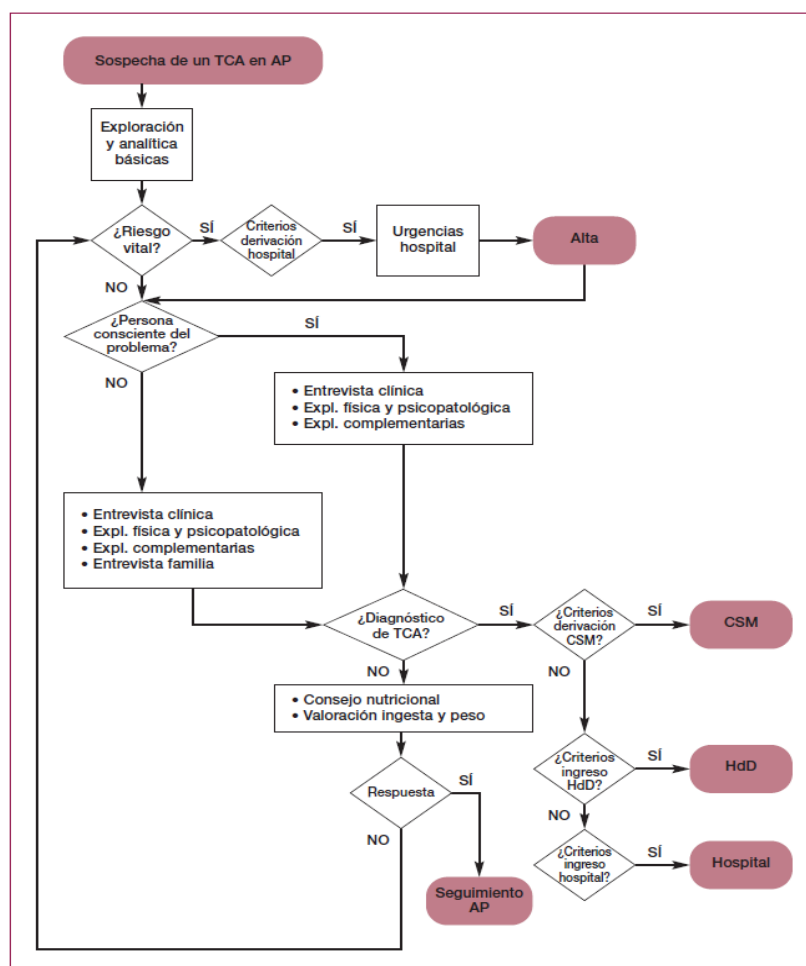 Sospecha de un TCA en AP
Exploración
y analítica
básicas
¿Riesgo
vital?
SÍ
Criterios
derivación
hospital
SÍ
Urgencias
hospital
Alta
NO
¿Persona
consciente del
problema?
SÍ
NO
• Entrevista clínica
• Expl. física y psicopatológica
• Expl. complementarias
• Entrevista clínica
• Expl. física y psicopatológica
• Expl. complementarias
• Entrevista familia
¿Diagnóstico
de TCA?
SÍ
¿Criterios
derivación
CSM?
SÍ
CSM
NO
NO
• Consejo nutricional
• Valoración ingesta y peso
¿Criterios
ingreso
HdD?
SÍ
HdD
Respuesta
SÍ
NO
NO
¿Criterios
ingreso
hospital?
SÍ
Hospital
Seguimiento
AP